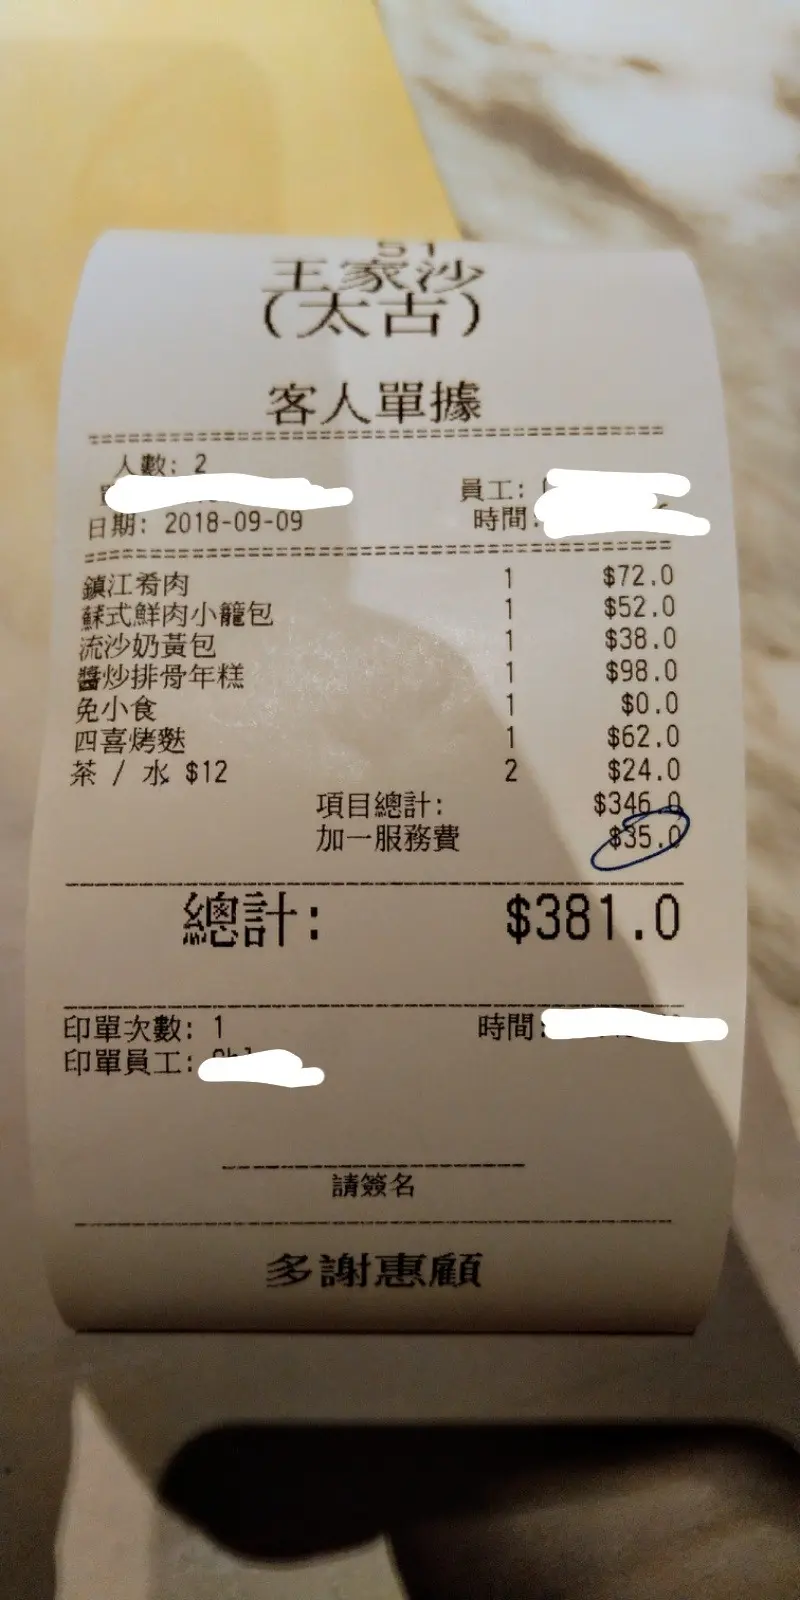 51
王家沙
(太古)
客人單據
人數: 2
員工:
日期: 2018-09-09 時間:
鎮江肴肉 1 $72.0
蘇式鮮肉小籠包 1 $52.0
流沙奶黃包 1 $38.0
醬炒排骨年糕 1 $98.0
免小食 1 $0.0
四喜烤麩 1 $62.0
茶 / 水 $12 2 $24.0
項目總計: $346.0
加一服務費 $35.0
總計: $381.0
印單次數: 1 時間:
印單員工:
請簽名
多謝惠顧